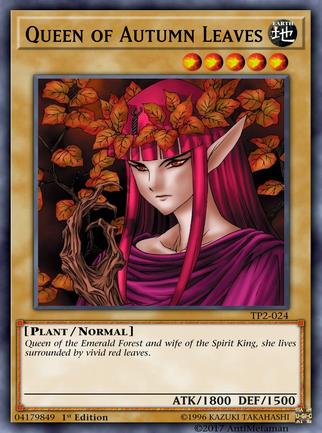 QUEEN OF AUTUMN LEAVES
EARTH
地
TP2-024
[PLANT / NORMAL]
Queen of the Emerald Forest and wife of the Spirit King, she lives
surrounded by vivid red leaves.
ATK/1800 DEF/1500
04179849 1st Edition ©1996 KAZUKI TAKAHASHI
©2017 AntiMetaman